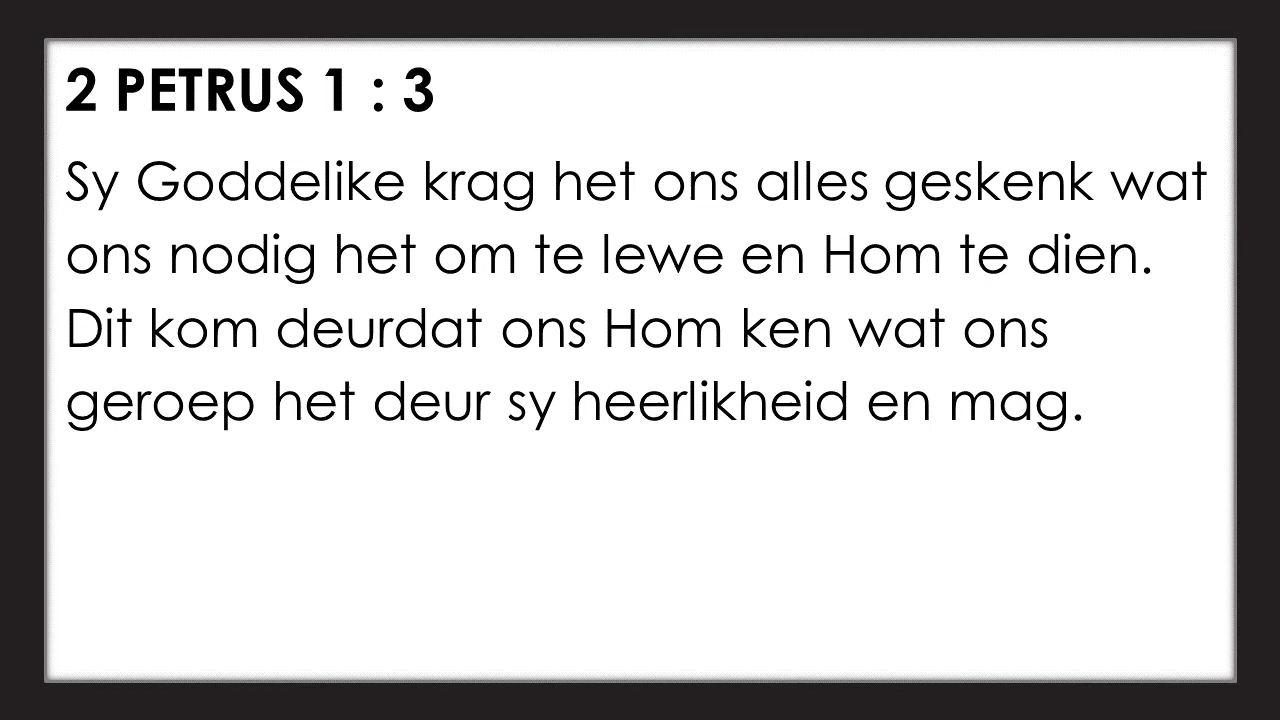 2 PETRUS 1 : 3
Sy Goddelike krag het ons alles geskenk wat
ons nodig het om te lewe en Hom te dien.
Dit kom deurdat ons Hom ken wat ons
geroep het deur sy heerlikheid en mag.